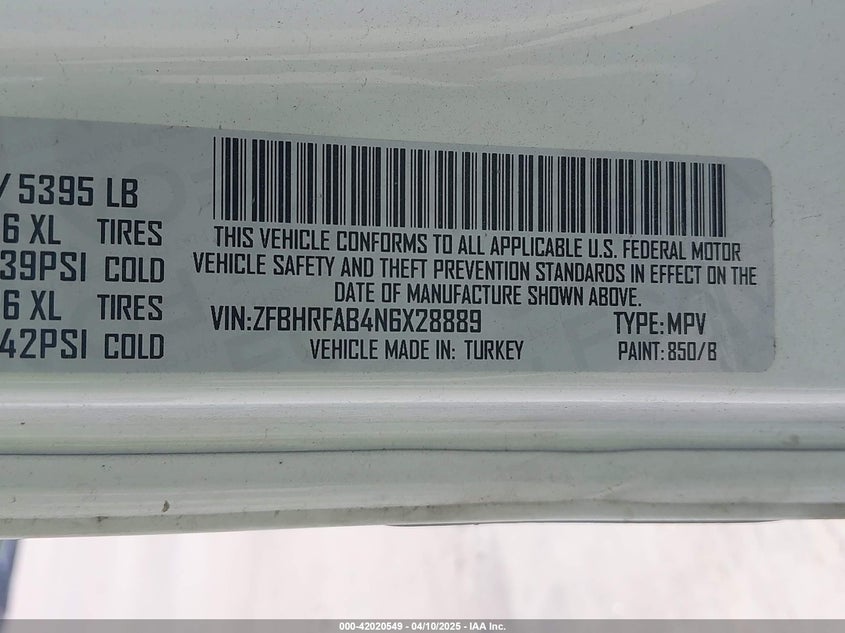 / 5395 LB
6 XL TIRES
39PSI COLD
6 XL TIRES
42PSI COLD
THIS VEHICLE CONFORMS TO ALL APPLICABLE U.S. FEDERAL MOTOR
VEHICLE SAFETY AND THEFT PREVENTION STANDARDS IN EFFECT ON THE
DATE OF MANUFACTURE SHOWN ABOVE.
VIN:ZFBHRFAB4N6X28889 TYPE:MPV
VEHICLE MADE IN: TURKEY PAINT: 850/B
000-42020549 - 04/10/2025 - IAA Inc.